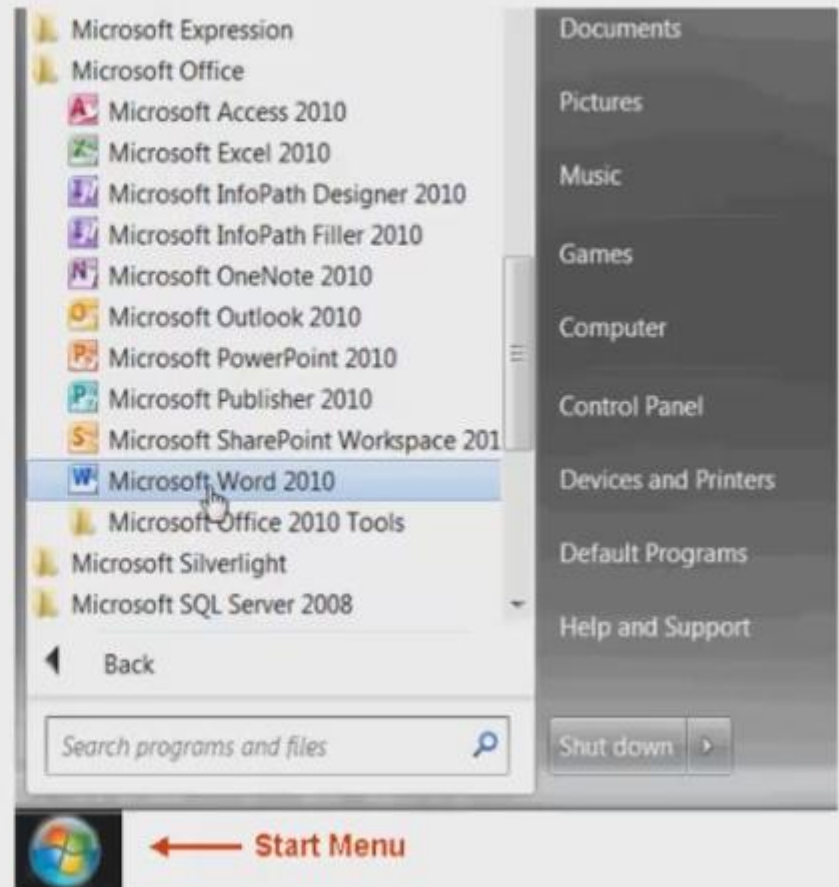 Microsoft Expression
Microsoft Office
Microsoft Access 2010
Microsoft Excel 2010
Microsoft InfoPath Designer 2010
Microsoft InfoPath Filler 2010
Microsoft OneNote 2010
Microsoft Outlook 2010
Microsoft PowerPoint 2010
Microsoft Publisher 2010
Microsoft SharePoint Workspace 201
Microsoft Word 2010
Microsoft Office 2010 Tools
Microsoft Silverlight
Microsoft SQL Server 2008
Back
Search programs and files
Documents
Pictures
Music
Games
Computer
Control Panel
Devices and Printers
Default Programs
Help and Support
Shut down
Start Menu